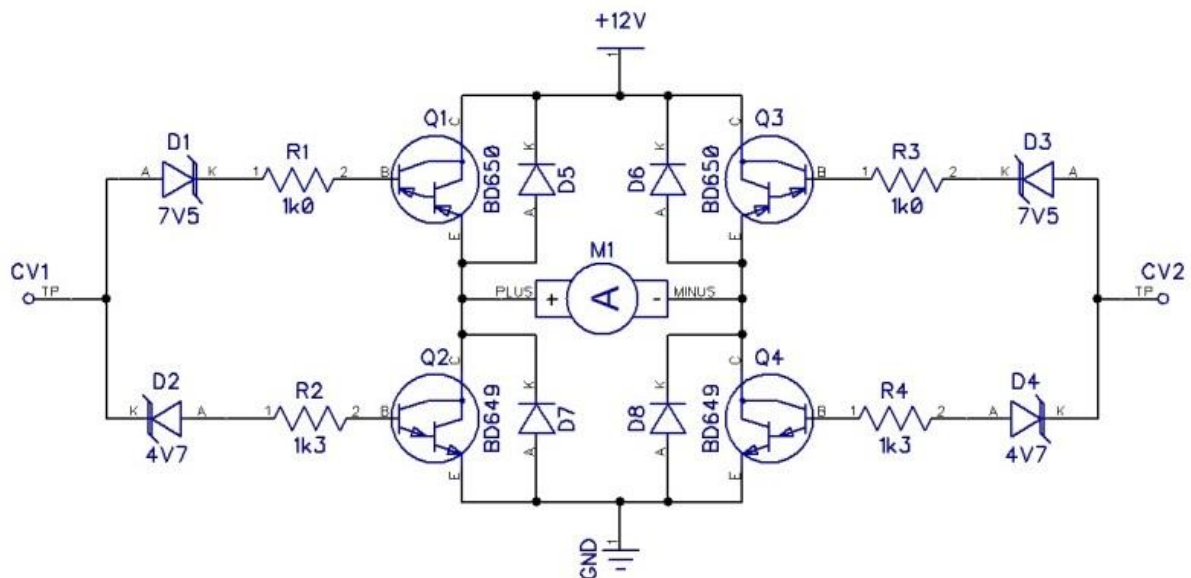 +12V
1
Q1
C
BD650
B
E
Q3
C
BD650
B
E
D1
A
K
7V5
R1
1
2
1k0
K
D5
A
K
D6
A
R3
1
2
1k0
D3
K
A
7V5
CV1
TP
M1
PLUS
+
A
-
MINUS
CV2
TP
D2
K
A
4V7
R2
1
2
1k3
Q2
C
BD649
B
E
K
D7
A
K
D8
A
Q4
C
BD649
B
E
R4
1
2
1k3
D4
A
K
4V7
1
GND